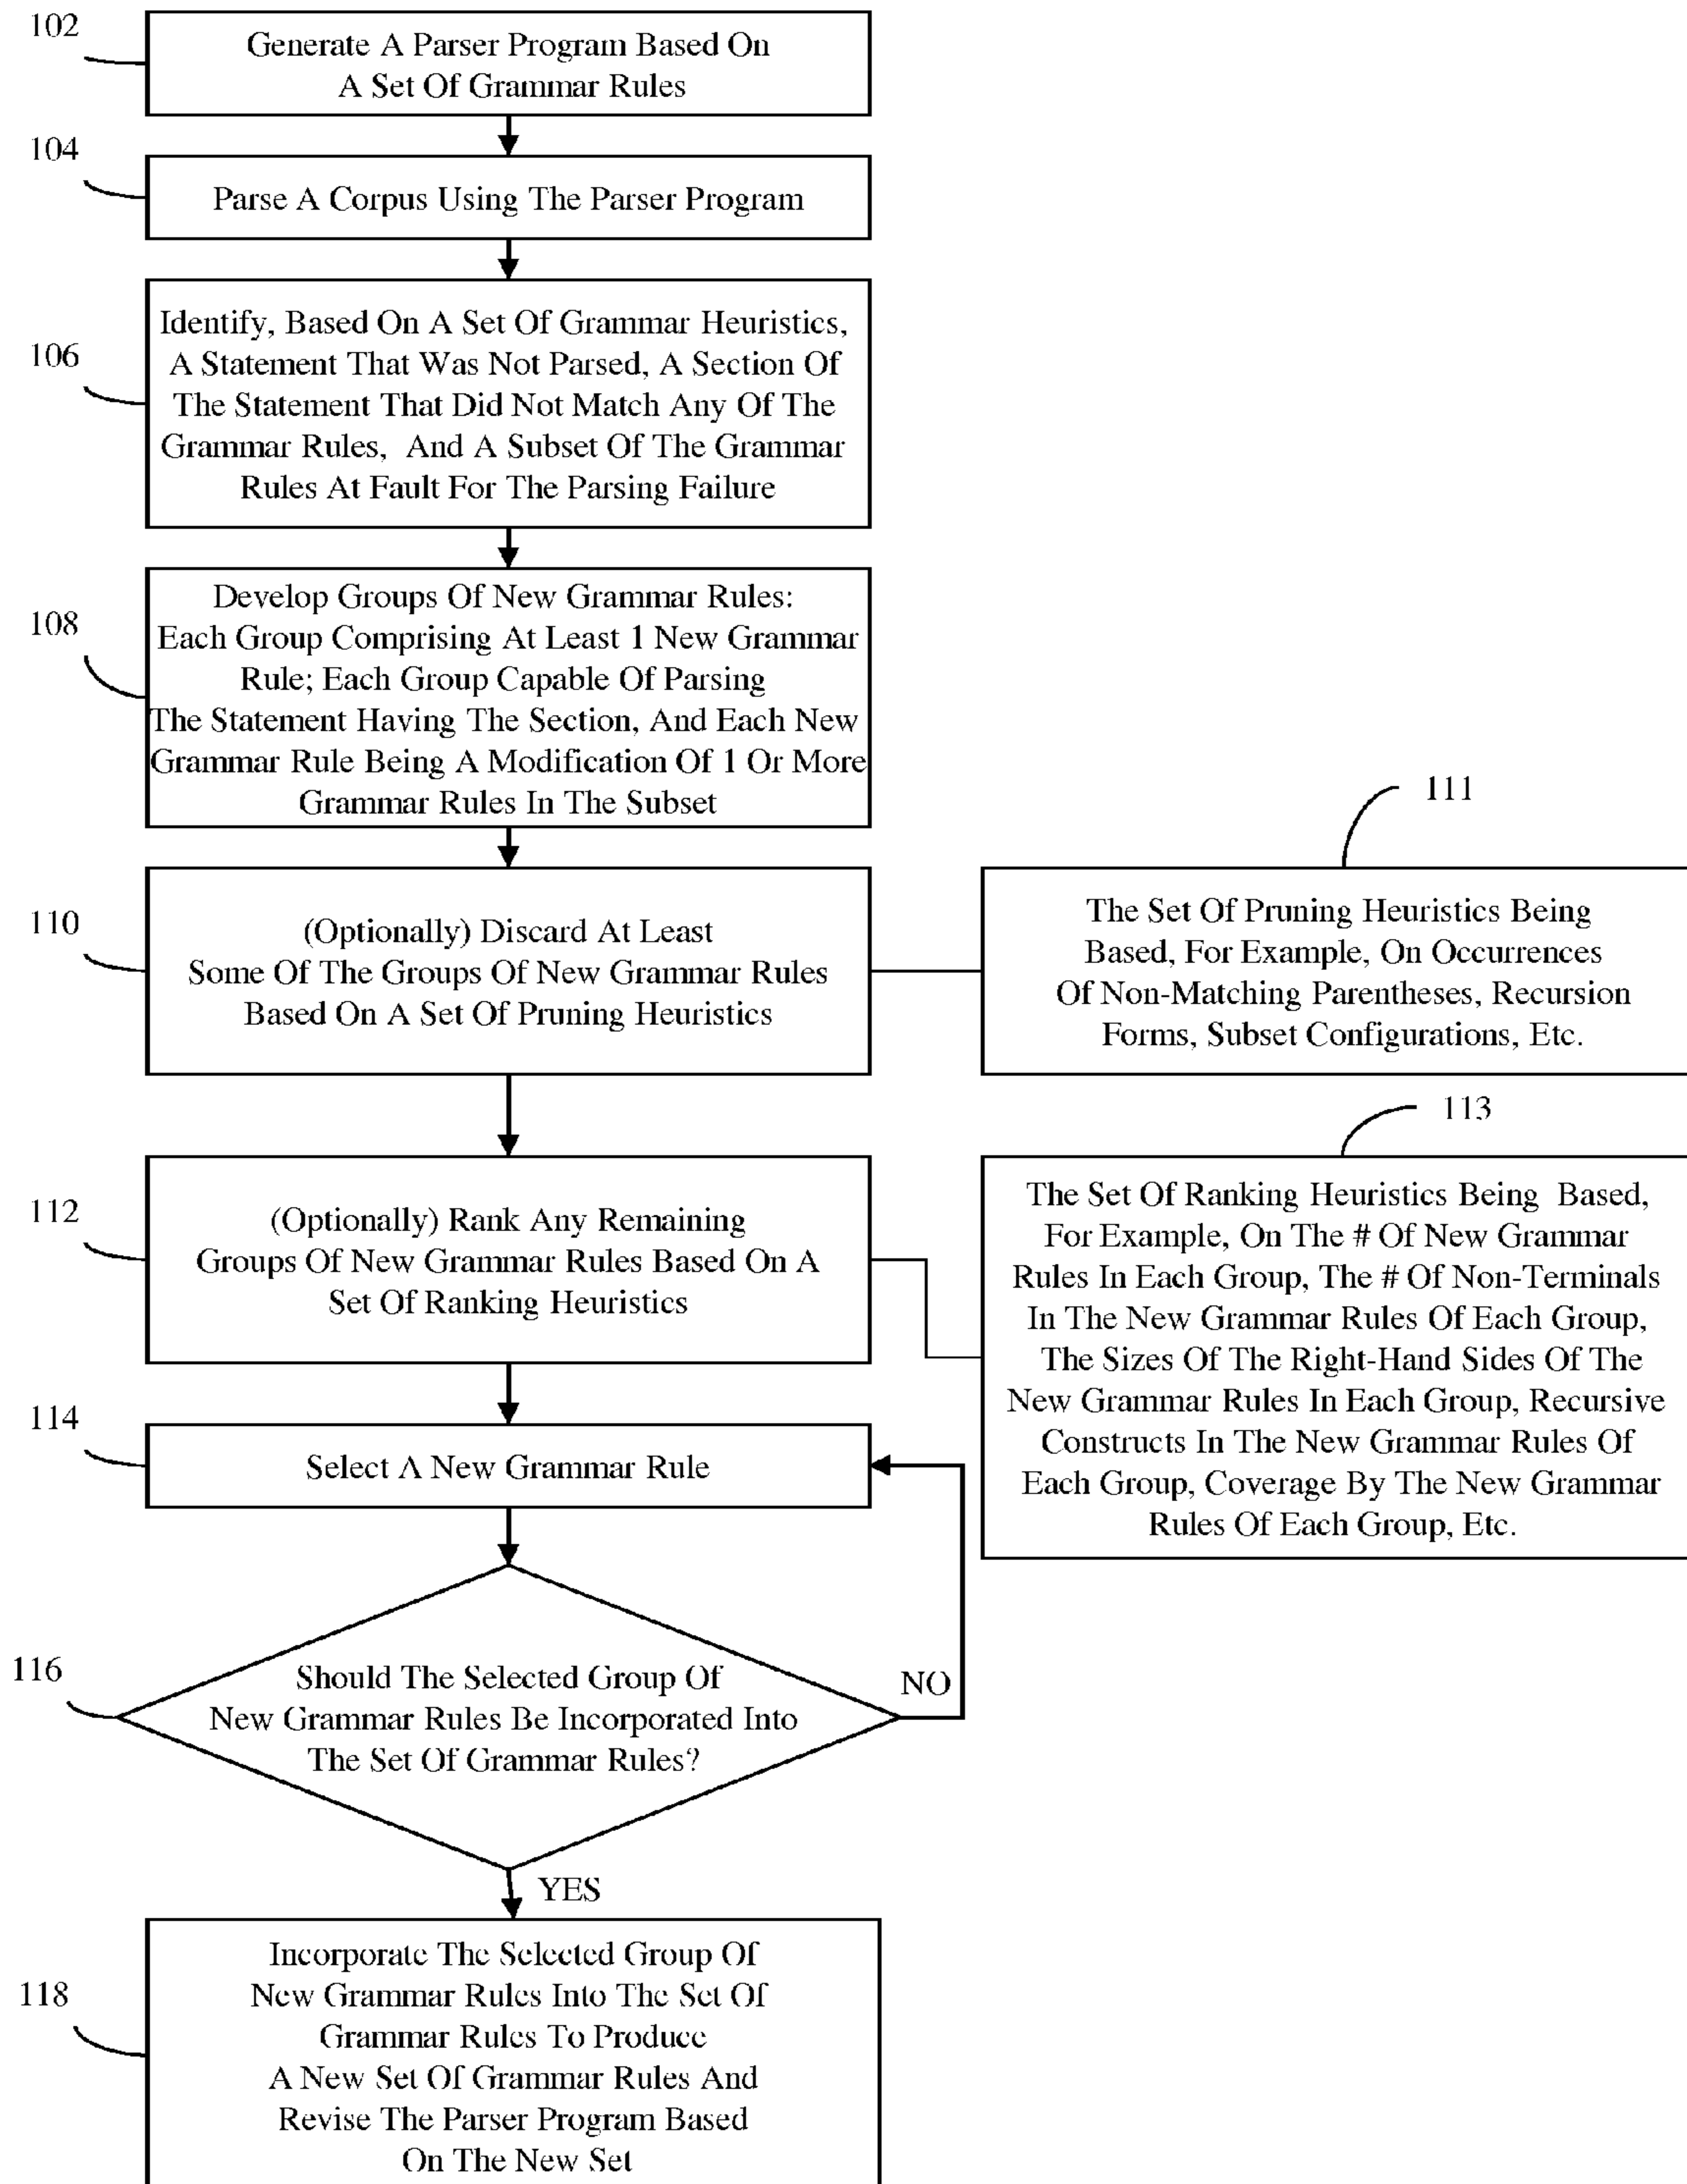 102
Generate A Parser Program Based On
A Set Of Grammar Rules
104
Parse A Corpus Using The Parser Program
106
Identify, Based On A Set Of Grammar Heuristics,
A Statement That Was Not Parsed, A Section Of
The Statement That Did Not Match Any Of The
Grammar Rules, And A Subset Of The Grammar
Rules At Fault For The Parsing Failure
108
Develop Groups Of New Grammar Rules:
Each Group Comprising At Least 1 New Grammar
Rule; Each Group Capable Of Parsing
The Statement Having The Section, And Each New
Grammar Rule Being A Modification Of 1 Or More
Grammar Rules In The Subset
110
(Optionally) Discard At Least
Some Of The Groups Of New Grammar Rules
Based On A Set Of Pruning Heuristics
111
The Set Of Pruning Heuristics Being
Based, For Example, On Occurrences
Of Non-Matching Parentheses, Recursion
Forms, Subset Configurations, Etc.
112
(Optionally) Rank Any Remaining
Groups Of New Grammar Rules Based On A
Set Of Ranking Heuristics
113
The Set Of Ranking Heuristics Being Based,
For Example, On The # Of New Grammar
Rules In Each Group, The # Of Non-Terminals
In The New Grammar Rules Of Each Group,
The Sizes Of The Right-Hand Sides Of The
New Grammar Rules In Each Group, Recursive
Constructs In The New Grammar Rules Of
Each Group, Coverage By The New Grammar
Rules Of Each Group, Etc.
114
Select A New Grammar Rule
116
Should The Selected Group Of
New Grammar Rules Be Incorporated Into
The Set Of Grammar Rules?
NO
YES
118
Incorporate The Selected Group Of
New Grammar Rules Into The Set Of
Grammar Rules To Produce
A New Set Of Grammar Rules And
Revise The Parser Program Based
On The New Set